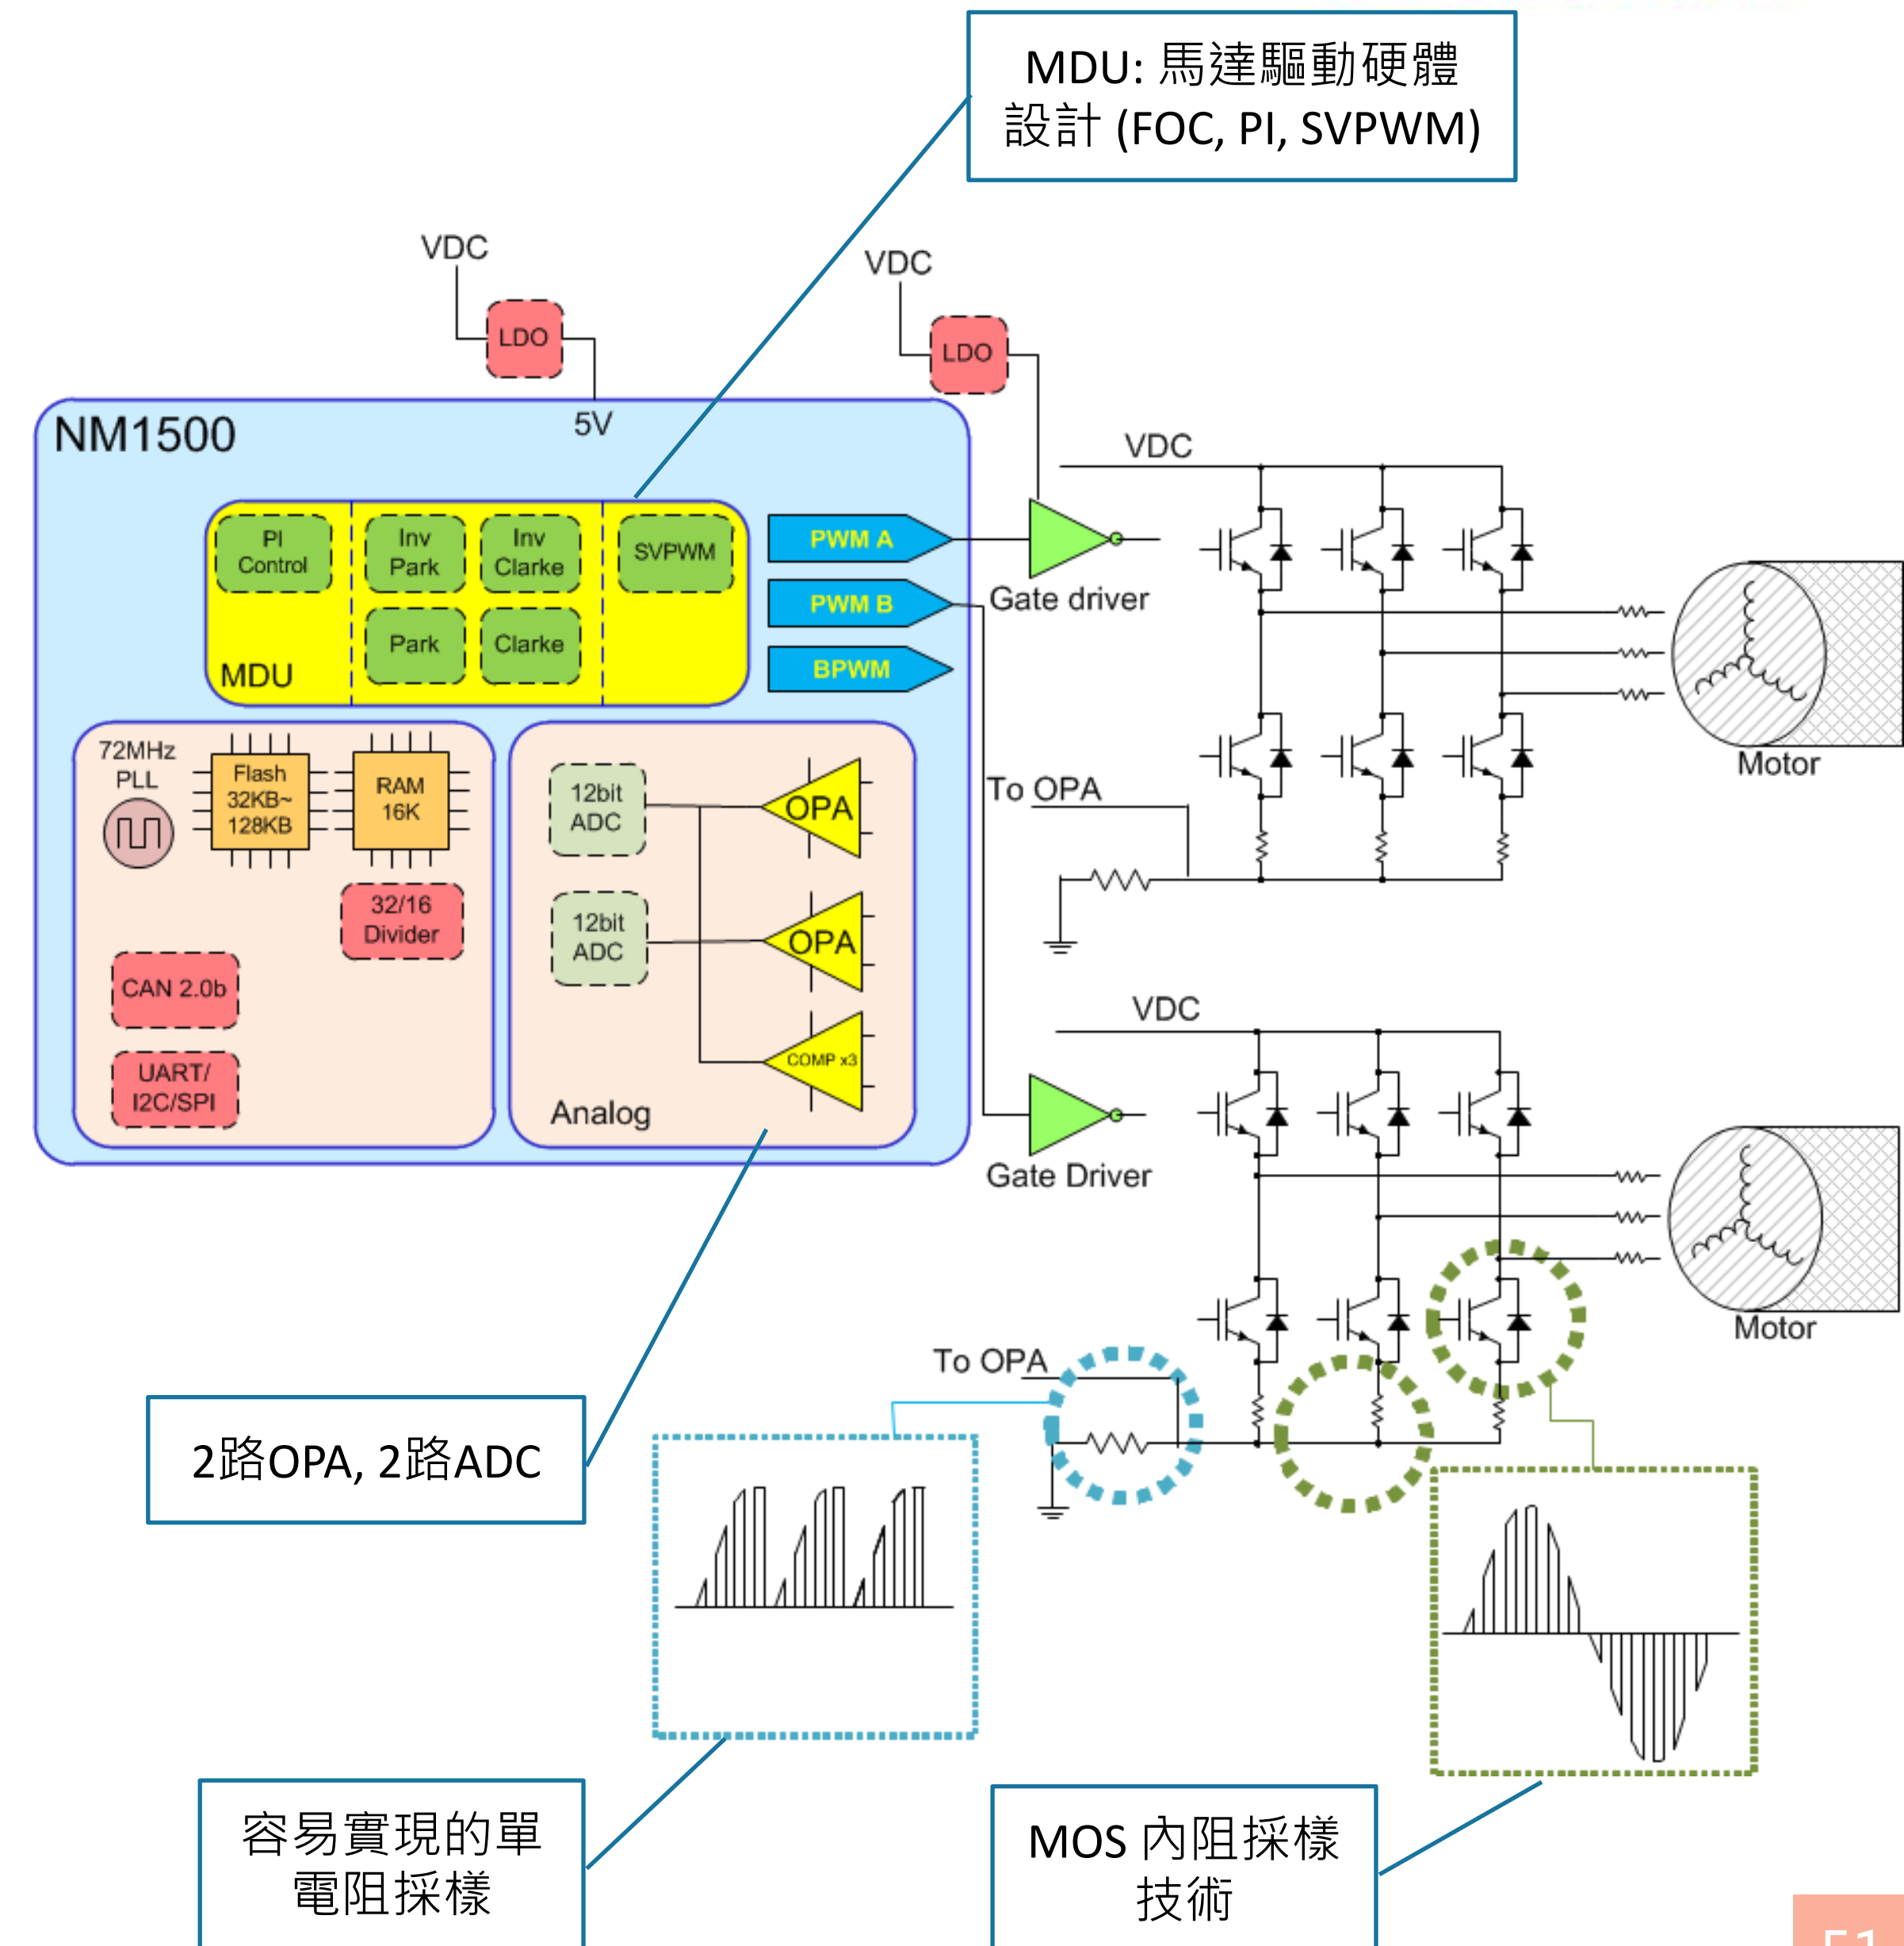 MDU: 馬達驅動硬體
設計 (FOC, PI, SVPWM)
VDC
VDC
LDO
LDO
NM1500
5V
VDC
PI
Control
Inv
Park
Inv
Clarke
SVPWM
Park
Clarke
MDU
PWM A
PWM B
BPWM
Gate driver
Motor
72MHz
PLL
Flash
32KB~
128KB
RAM
16K
32/16
Divider
CAN 2.0b
UART/
I2C/SPI
12bit
ADC
OPA
12bit
ADC
OPA
COMP x3
Analog
To OPA
VDC
Gate Driver
Motor
To OPA
2路OPA, 2路ADC
容易實現的單
電阻採樣
MOS 內阻採樣
技術
51